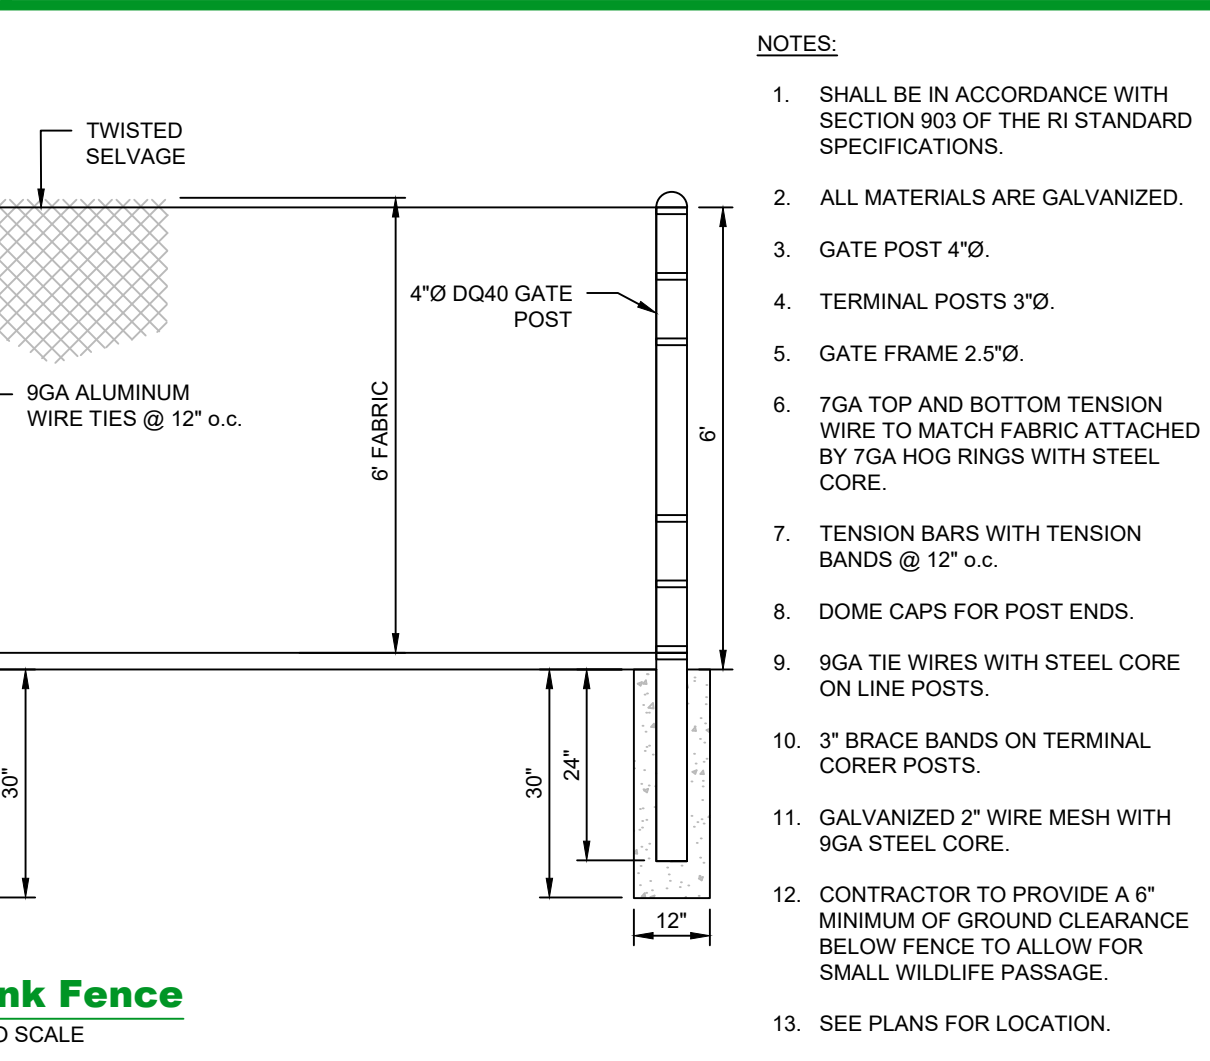 TWISTED
SELVAGE
4"Ø DQ40 GATE
POST
9GA ALUMINUM
WIRE TIES @ 12" o.c.
6' FABRIC
6'
30"
30"
24"
12"
nk Fence
O SCALE
NOTES:
1. SHALL BE IN ACCORDANCE WITH
SECTION 903 OF THE RI STANDARD
SPECIFICATIONS.
2. ALL MATERIALS ARE GALVANIZED.
3. GATE POST 4"Ø.
4. TERMINAL POSTS 3"Ø.
5. GATE FRAME 2.5"Ø.
6. 7GA TOP AND BOTTOM TENSION
WIRE TO MATCH FABRIC ATTACHED
BY 7GA HOG RINGS WITH STEEL
CORE.
7. TENSION BARS WITH TENSION
BANDS @ 12" o.c.
8. DOME CAPS FOR POST ENDS.
9. 9GA TIE WIRES WITH STEEL CORE
ON LINE POSTS.
10. 3" BRACE BANDS ON TERMINAL
CORER POSTS.
11. GALVANIZED 2" WIRE MESH WITH
9GA STEEL CORE.
12. CONTRACTOR TO PROVIDE A 6"
MINIMUM OF GROUND CLEARANCE
BELOW FENCE TO ALLOW FOR
SMALL WILDLIFE PASSAGE.
13. SEE PLANS FOR LOCATION.